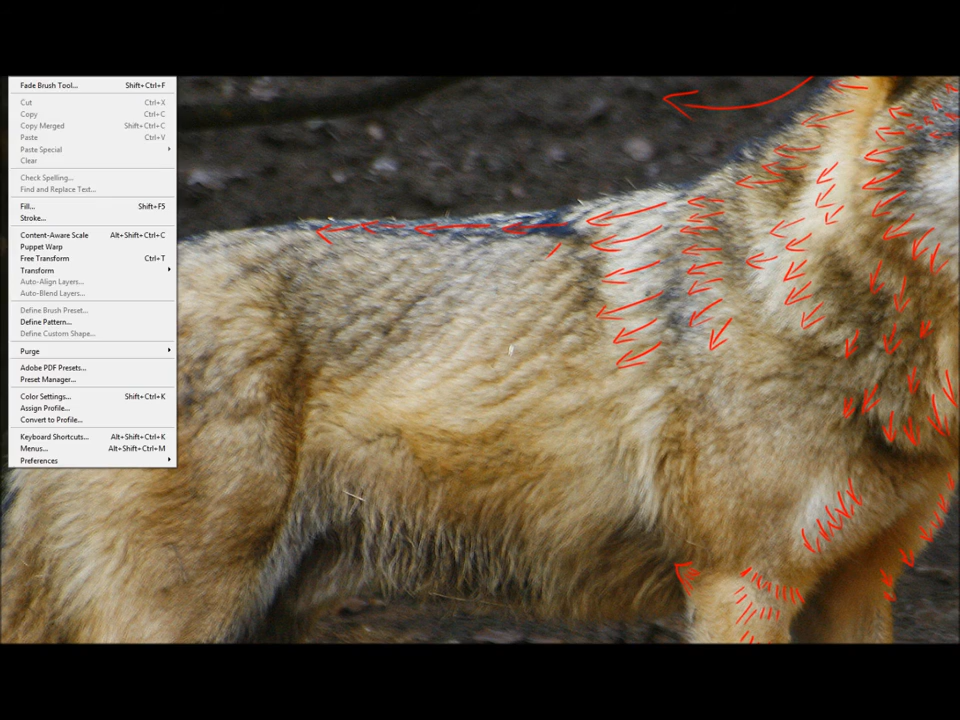 Fade Brush Tool... Shift+Ctrl+F
Cut Ctrl+X
Copy Ctrl+C
Copy Merged Shift+Ctrl+C
Paste Ctrl+V
Paste Special
Clear
Check Spelling...
Find and Replace Text...
Fill... Shift+F5
Stroke...
Content-Aware Scale Alt+Shift+Ctrl+C
Puppet Warp
Free Transform Ctrl+T
Transform
Auto-Align Layers...
Auto-Blend Layers...
Define Brush Preset...
Define Pattern...
Define Custom Shape...
Purge
Adobe PDF Presets...
Preset Manager...
Color Settings... Shift+Ctrl+K
Assign Profile...
Convert to Profile...
Keyboard Shortcuts... Alt+Shift+Ctrl+K
Menus... Alt+Shift+Ctrl+M
Preferences